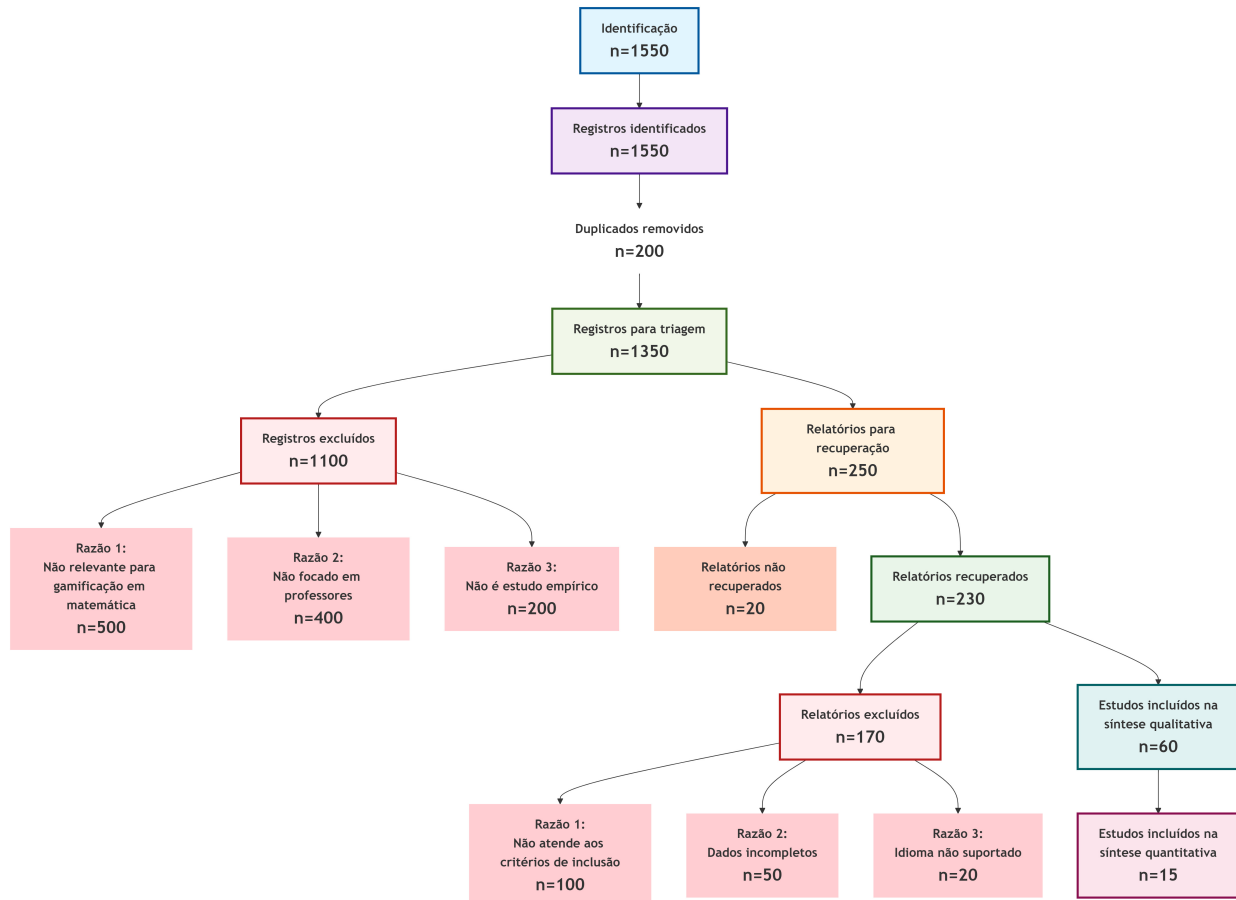 Identificação
n=1550
Registros identificados
n=1550
Duplicados removidos
n=200
Registros para triagem
n=1350
Registros excluídos
n=1100
Relatórios para
recuperação
n=250
Razão 1:
Não relevante para
gamificação em
matemática
n=500
Razão 2:
Não focado em
professores
n=400
Razão 3:
Não é estudo empírico
n=200
Relatórios não
recuperados
n=20
Relatórios recuperados
n=230
Relatórios excluídos
n=170
Estudos incluídos na
síntese qualitativa
n=60
Razão 1:
Não atende aos
critérios de inclusão
n=100
Razão 2:
Dados incompletos
n=50
Razão 3:
Idioma não suportado
n=20
Estudos incluídos na
síntese quantitativa
n=15